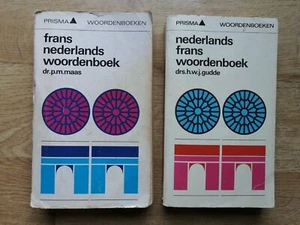 PRISMA WOORDENBOEKEN
frans
nederlands
woordenboek
dr.p.m.maas
PRISMA WOORDENBOEKEN
nederlands
frans
woordenboek
drs.h.w.j.gudde